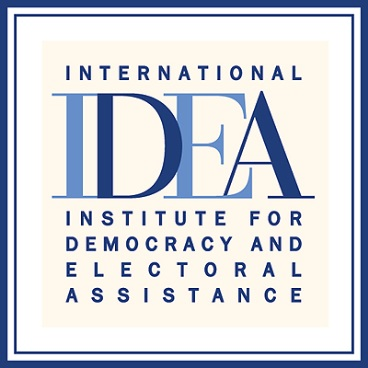 INTERNATIONAL
IDEA
INSTITUTE FOR
DEMOCRACY AND
ELECTORAL
ASSISTANCE